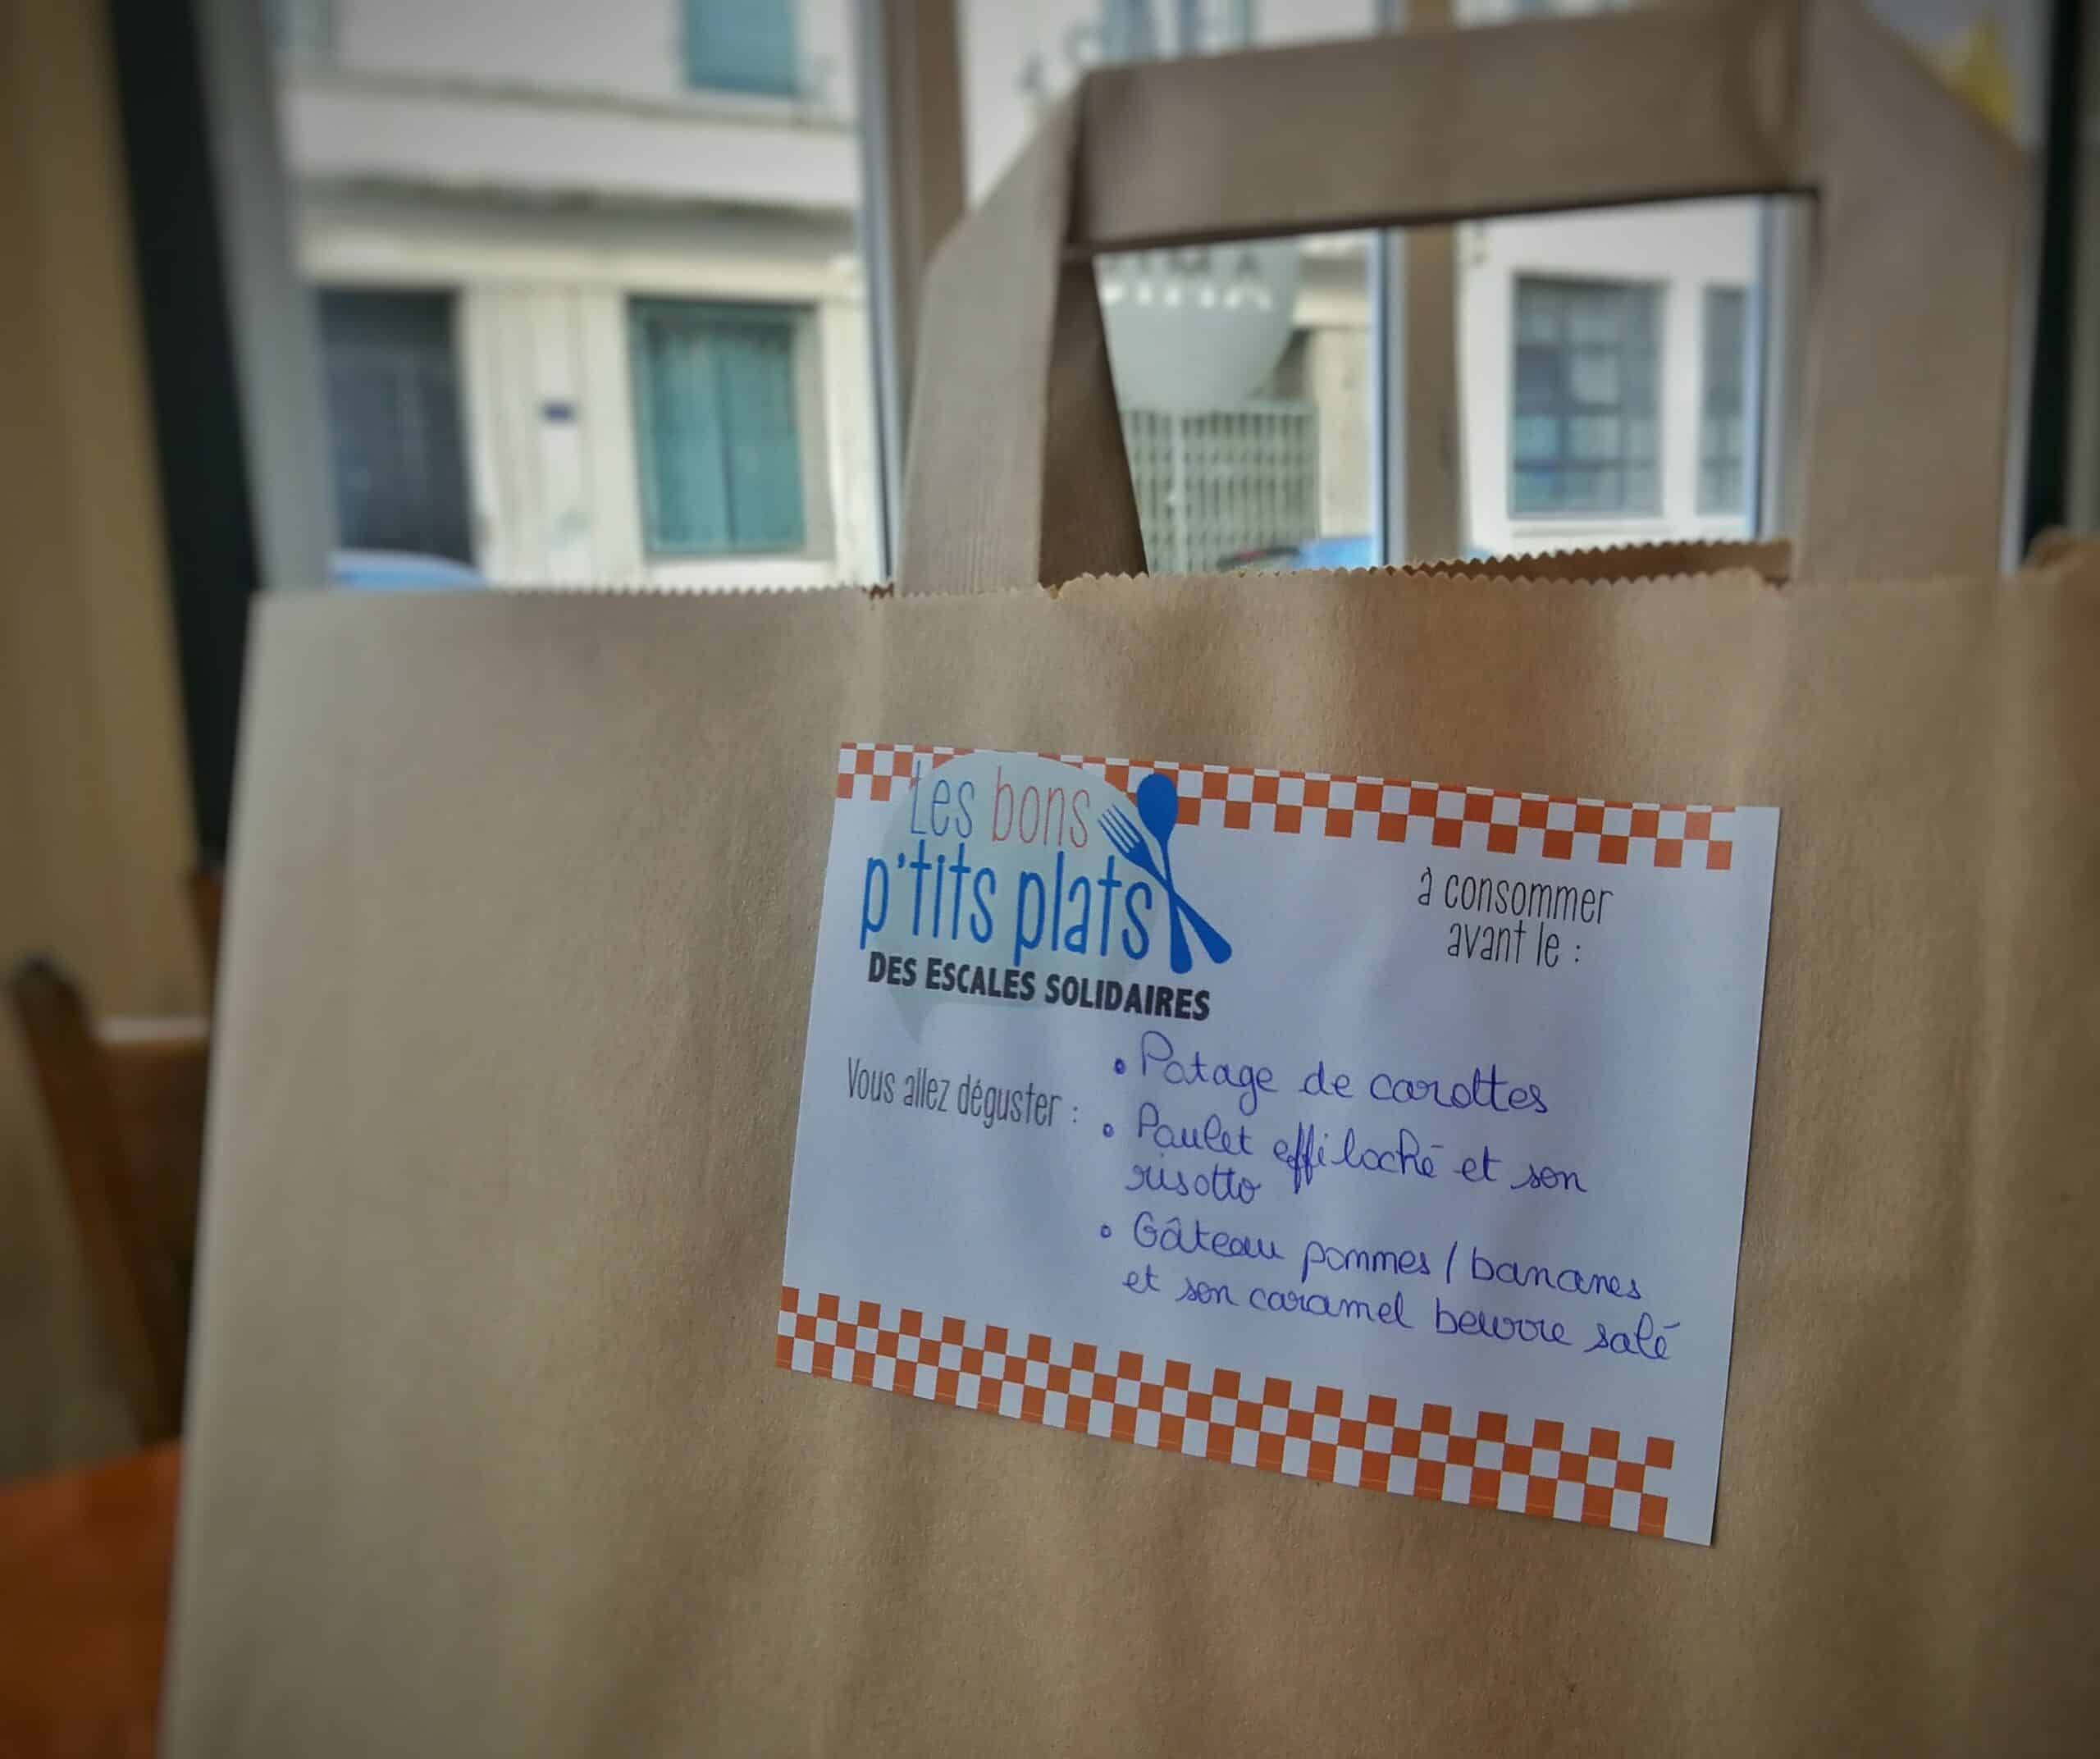 Les bons
p'tits plats
DES ESCALES SOLIDAIRES
à consommer
avant le :
Vous allez déguster :
• Potage de carottes
• Poulet effiloché et son
risotto
• Gâteau pommes / bananes
et son caramel beurre salé